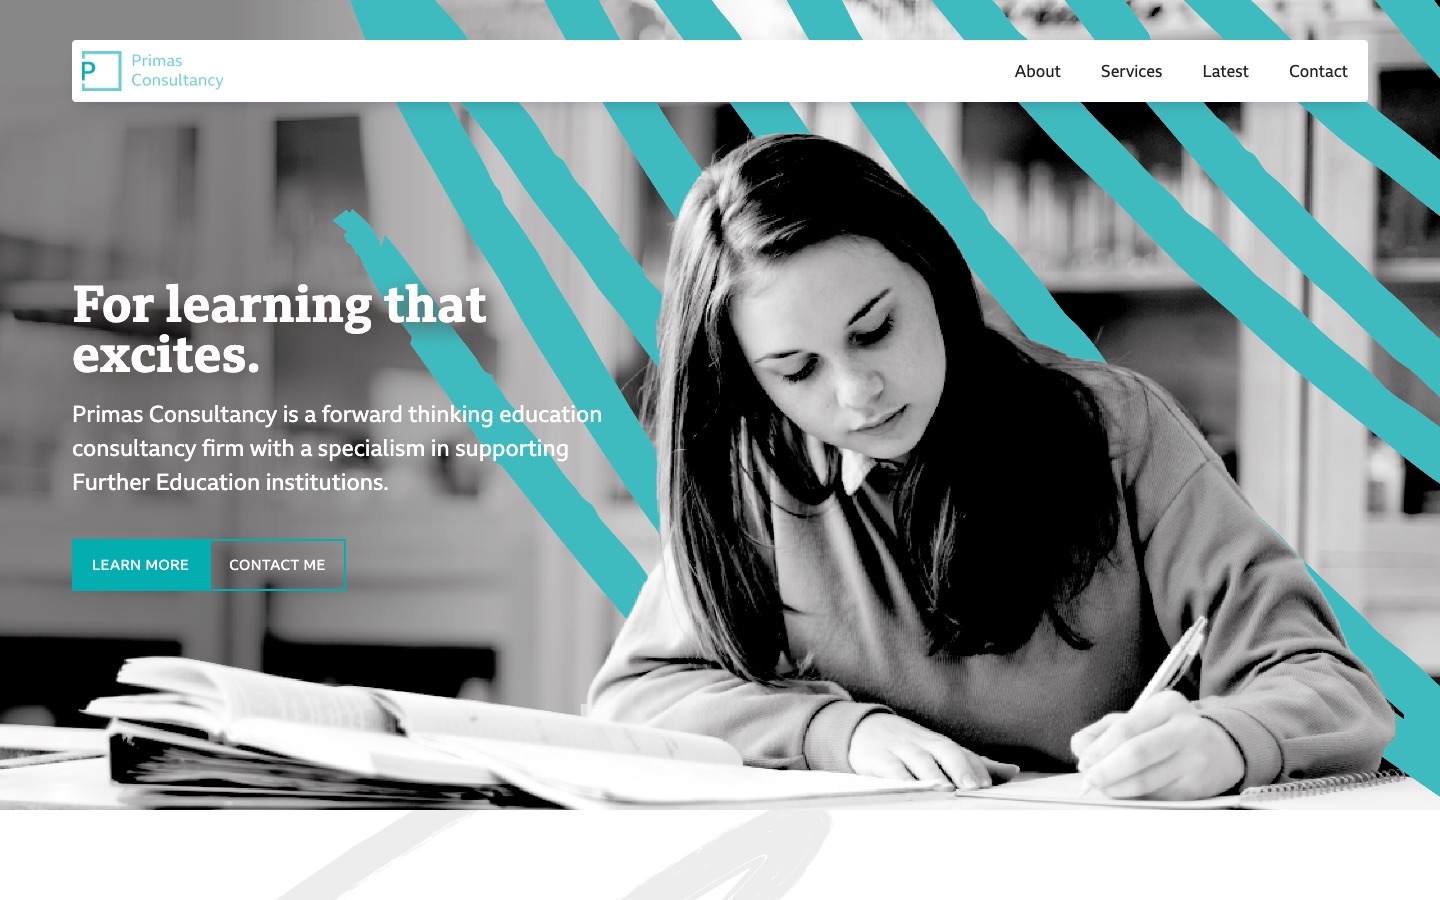 P
Primas
Consultancy
About
Services
Latest
Contact
For learning that
excites.
Primas Consultancy is a forward thinking education
consultancy firm with a specialism in supporting
Further Education institutions.
LEARN MORE
CONTACT ME